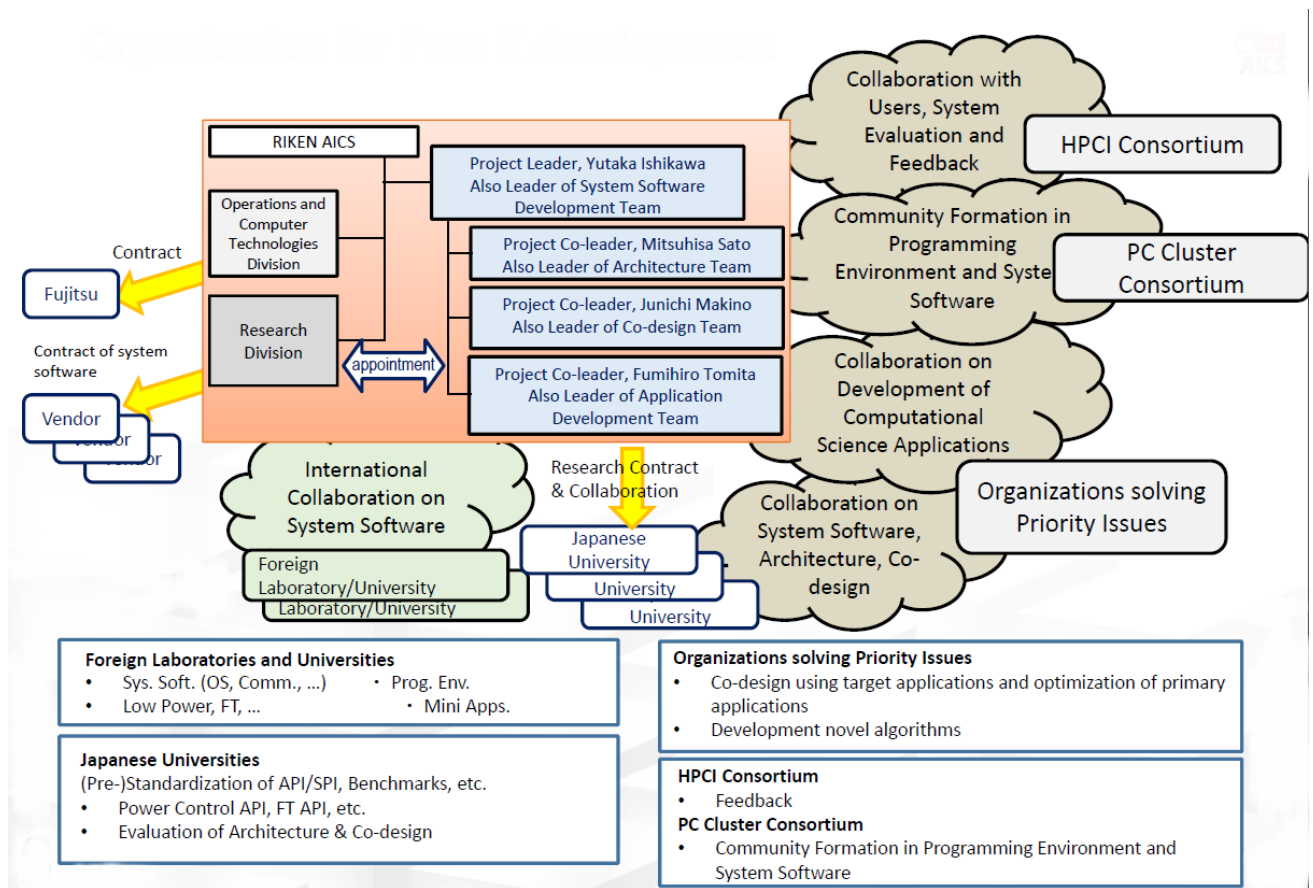 Collaboration with
Users, System
Evaluation and
Feedback
HPCI Consortium
RIKEN AICS
Project Leader, Yutaka Ishikawa
Also Leader of System Software
Development Team
Operations and
Computer
Technologies
Division
Project Co-leader, Mitsuhisa Sato
Also Leader of Architecture Team
Community Formation in
Programming
Environment and System
Software
PC Cluster
Consortium
Contract
Fujitsu
Project Co-leader, Junichi Makino
Also Leader of Co-design Team
Research
Division
appointment
Contract of system
software
Project Co-leader, Fumihiro Tomita
Also Leader of Application
Development Team
Collaboration on
Development of
Computational
Science Applications
Vendor
Vendor
Vendor
International
Collaboration on
System Software
Research Contract
& Collaboration
Organizations solving
Priority Issues
Collaboration on
System Software,
Architecture, Co-
design
Japanese
University
University
University
Foreign
Laboratory/University
Laboratory/University
Foreign Laboratories and Universities
• Sys. Soft. (OS, Comm., ...) ・ Prog. Env.
• Low Power, FT, ... ・ Mini Apps.
Japanese Universities
(Pre-)Standardization of API/SPI, Benchmarks, etc.
• Power Control API, FT API, etc.
• Evaluation of Architecture & Co-design
Organizations solving Priority Issues
• Co-design using target applications and optimization of primary
applications
• Development novel algorithms
HPCI Consortium
• Feedback
PC Cluster Consortium
• Community Formation in Programming Environment and
System Software